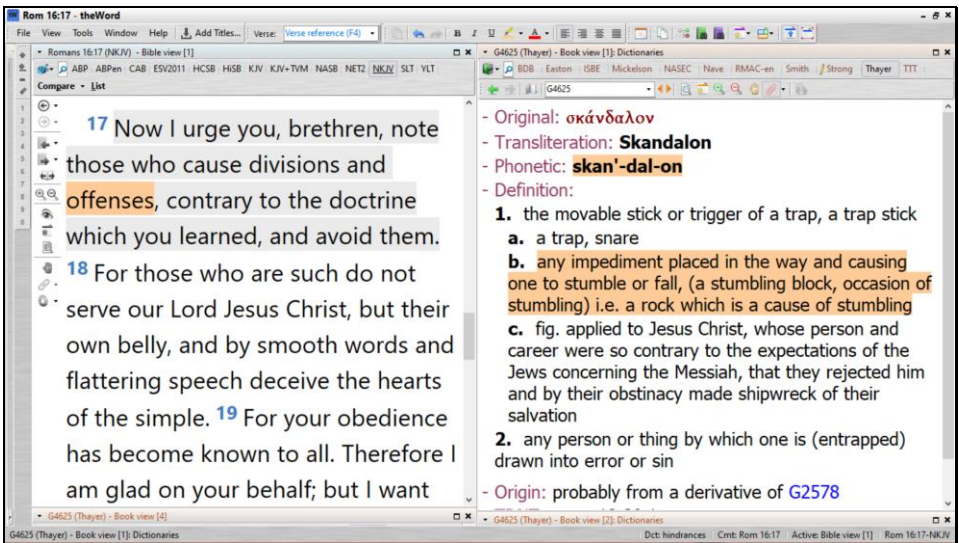 Rom 16:17 - theWord
File View Tools Window Help Add Titles... Verse: Verse reference (F4) B I U A
Romans 16:17 (NKJV) - Bible view [1]
ABP ABPen CAB ESV2011 HCSB HiSB KJV KJV+TVM NASB NET2 NKJV SLT YLT
Compare List
17 Now I urge you, brethren, note
those who cause divisions and
offenses, contrary to the doctrine
which you learned, and avoid them.
18 For those who are such do not
serve our Lord Jesus Christ, but their
own belly, and by smooth words and
flattering speech deceive the hearts
of the simple. 19 For your obedience
has become known to all. Therefore I
am glad on your behalf; but I want
G4625 (Thayer) - Book view [4]
G4625 (Thayer) - Book view [1]: Dictionaries
BDB Easton ISBE Mickelson NASEC Nave RMAC-en Smith Strong Thayer TTT
G4625
- Original: σκάνδαλον
- Transliteration: Skandalon
- Phonetic: skan'-dal-on
- Definition:
1. the movable stick or trigger of a trap, a trap stick
a. a trap, snare
b. any impediment placed in the way and causing
one to stumble or fall, (a stumbling block, occasion of
stumbling) i.e. a rock which is a cause of stumbling
c. fig. applied to Jesus Christ, whose person and
career were so contrary to the expectations of the
Jews concerning the Messiah, that they rejected him
and by their obstinacy made shipwreck of their
salvation
2. any person or thing by which one is (entrapped)
drawn into error or sin
- Origin: probably from a derivative of G2578
G4625 (Thayer) - Book view [2]: Dictionaries
G4625 (Thayer) - Book view [1]: Dictionaries
Dct: hindrances Cmt: Rom 16:17 Active: Bible view [1] Rom 16:17-NKJV